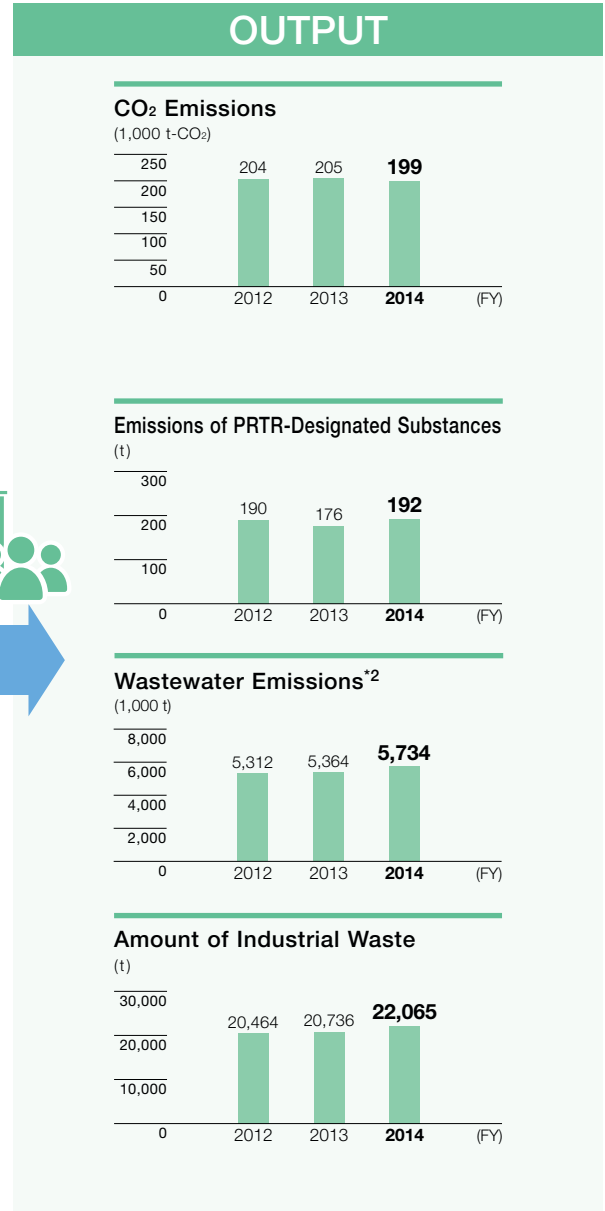 OUTPUT
CO₂ Emissions
(1,000 t-CO₂)
250
200
150
100
50
0
204 205 199
2012 2013 2014 (FY)
Emissions of PRTR-Designated Substances
(t)
300
200
100
0
190 176 192
2012 2013 2014 (FY)
Wastewater Emissions*2
(1,000 t)
8,000
6,000
4,000
2,000
0
5,312 5,364 5,734
2012 2013 2014 (FY)
Amount of Industrial Waste
(t)
30,000
20,000
10,000
0
20,464 20,736 22,065
2012 2013 2014 (FY)